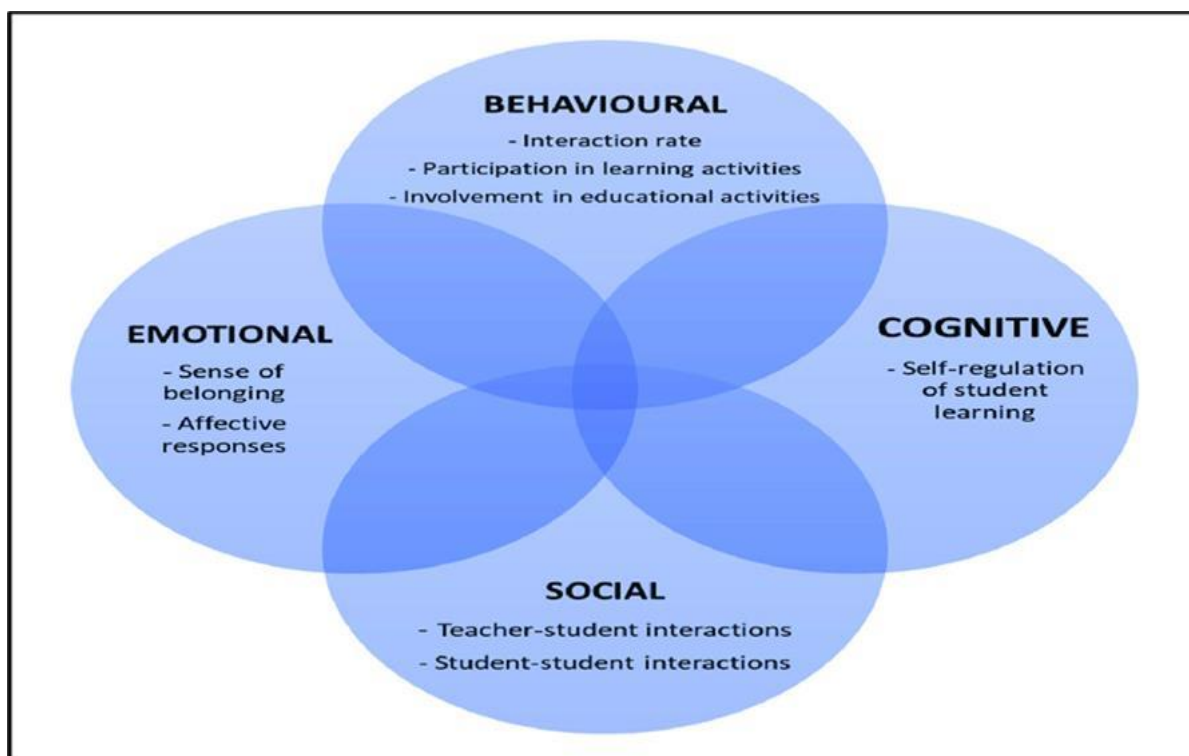 BEHAVIOURAL
- Interaction rate
- Participation in learning activities
- Involvement in educational activities
EMOTIONAL
- Sense of
belonging
- Affective
responses
COGNITIVE
- Self-regulation
of student
learning
SOCIAL
- Teacher-student interactions
- Student-student interactions